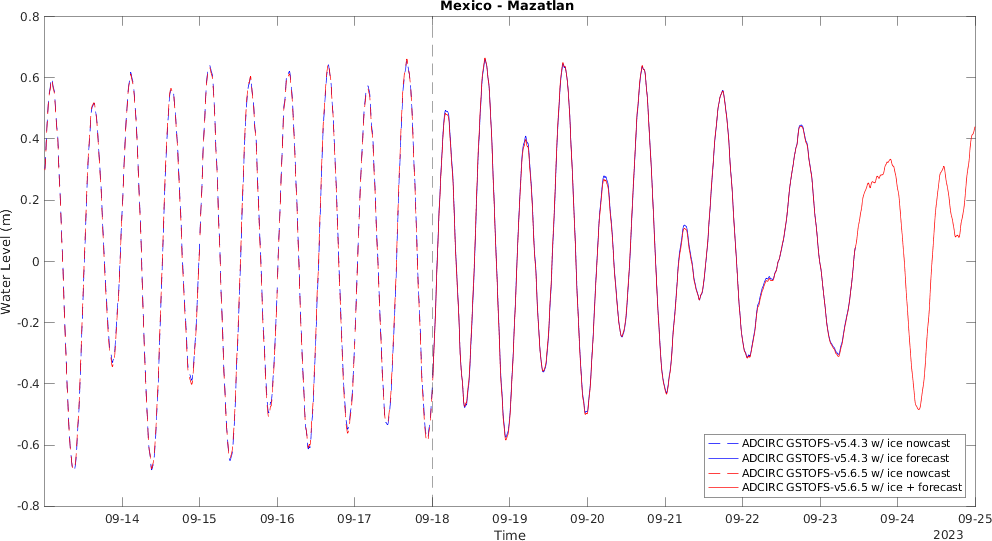 Mexico - Mazatlan
0.8
0.6
0.4
0.2
0
-0.2
-0.4
-0.6
-0.8
Water Level (m)
09-14 09-15 09-16 09-17 09-18 09-19 09-20 09-21 09-22 09-23 09-24 09-25
Time
2023
ADCIRC GSTOFS-v5.4.3 w/ ice nowcast
ADCIRC GSTOFS-v5.4.3 w/ ice forecast
ADCIRC GSTOFS-v5.6.5 w/ ice nowcast
ADCIRC GSTOFS-v5.6.5 w/ ice + forecast